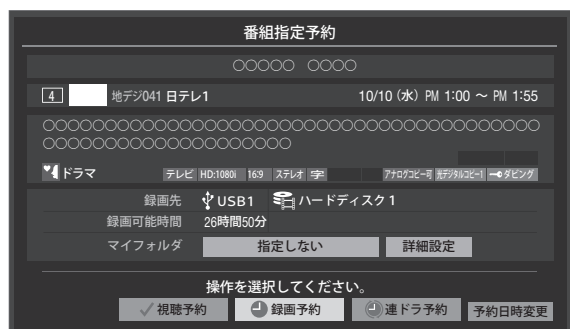 番組指定予約
○○○○○ ○○○○
4 地デジ041 日テレ1 10/10 (水) PM 1:00 ～ PM 1:55
○○○○○○○○○○○○○○○○○○○○○○○○○○○○○○○○○○○○○○○○
○○○○○○○○○○○○○○○○○○○○
ドラマ テレビ HD:1080i 16:9 ステレオ 字 アナログコピー可 光デジタルコピー1 ダビング
録画先 USB1 ハードディスク1
録画可能時間 26時間50分
マイフォルダ 指定しない 詳細設定
操作を選択してください。
視聴予約 録画予約 連ドラ予約 予約日時変更